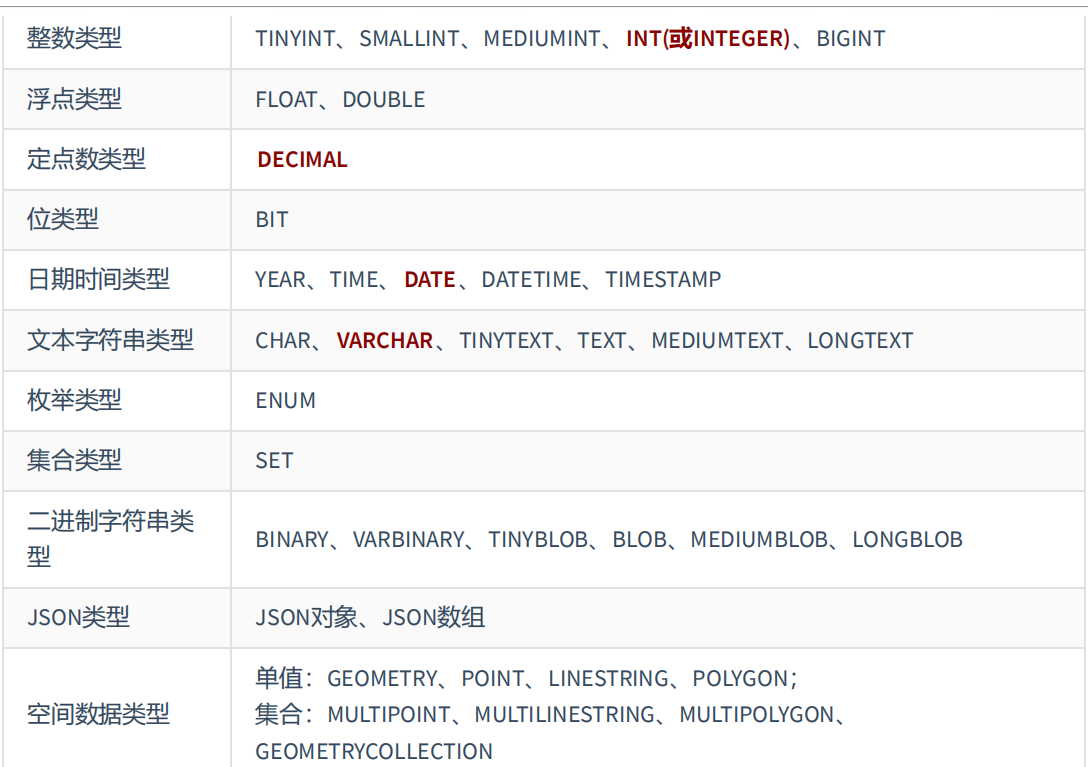 整数类型 TINYINT、SMALLINT、MEDIUMINT、INT(或INTEGER)、BIGINT
浮点类型 FLOAT、DOUBLE
定点数类型 DECIMAL
位类型 BIT
日期时间类型 YEAR、TIME、DATE、DATETIME、TIMESTAMP
文本字符串类型 CHAR、VARCHAR、TINYTEXT、TEXT、MEDIUMTEXT、LONGTEXT
枚举类型 ENUM
集合类型 SET
二进制字符串类
型
BINARY、VARBINARY、TINYBLOB、BLOB、MEDIUMBLOB、LONGBLOB
JSON类型 JSON对象、JSON数组
空间数据类型
单值：GEOMETRY、POINT、LINESTRING、POLYGON；
集合：MULTIPOINT、MULTILINESTRING、MULTIPOLYGON、
GEOMETRYCOLLECTION